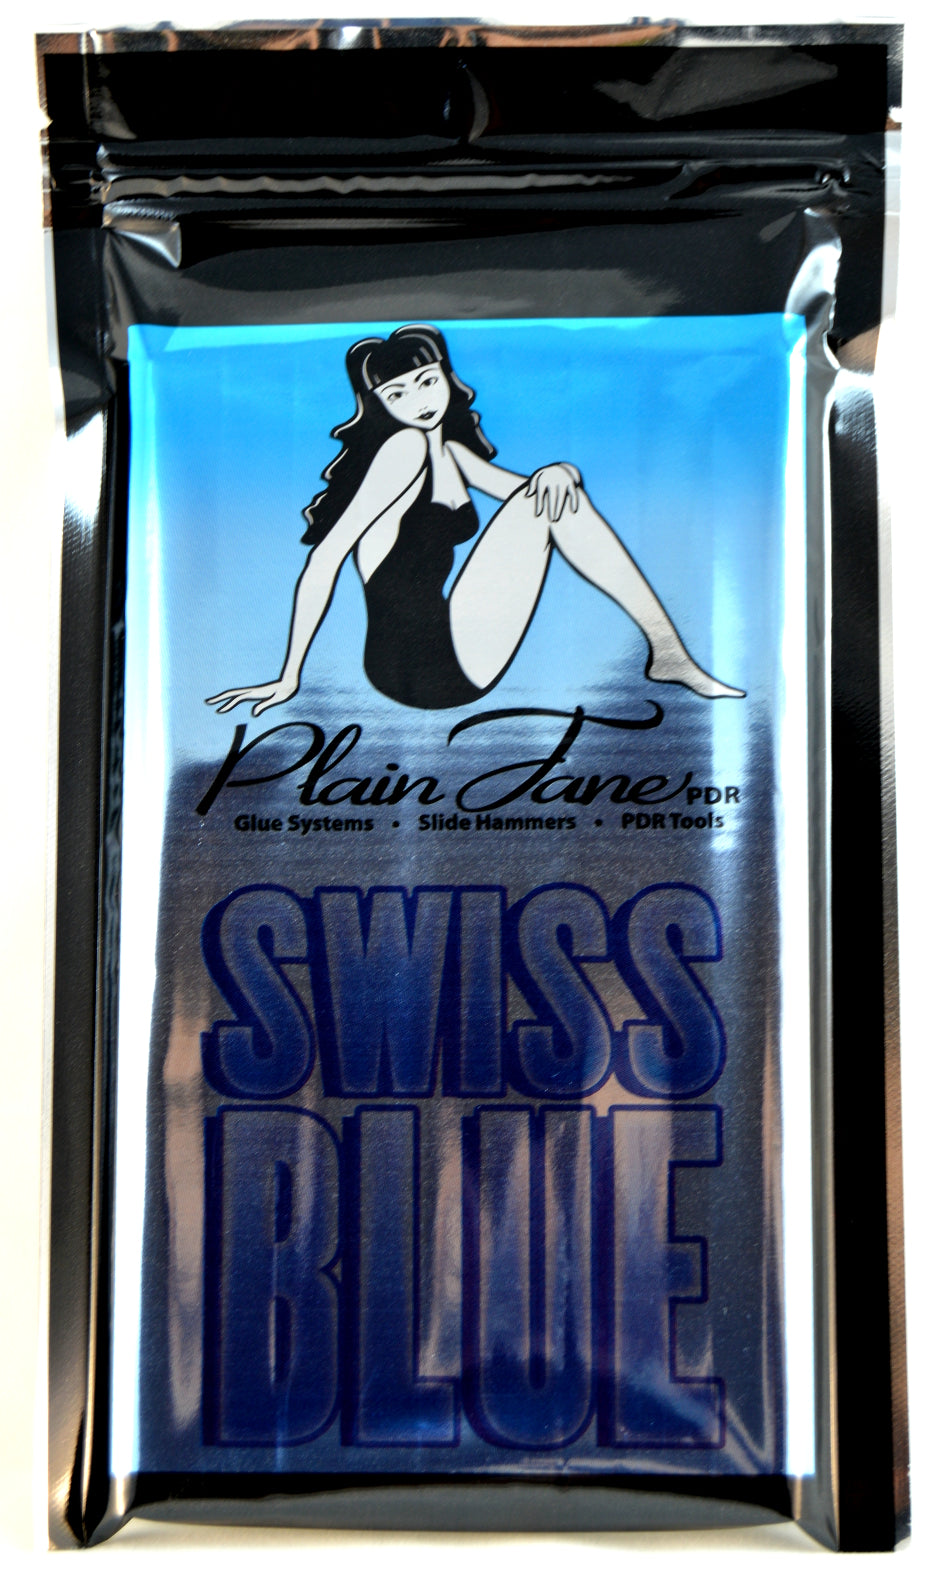 Plain Jane PDR
Glue Systems • Slide Hammers • PDR Tools
SWISS
BLUE